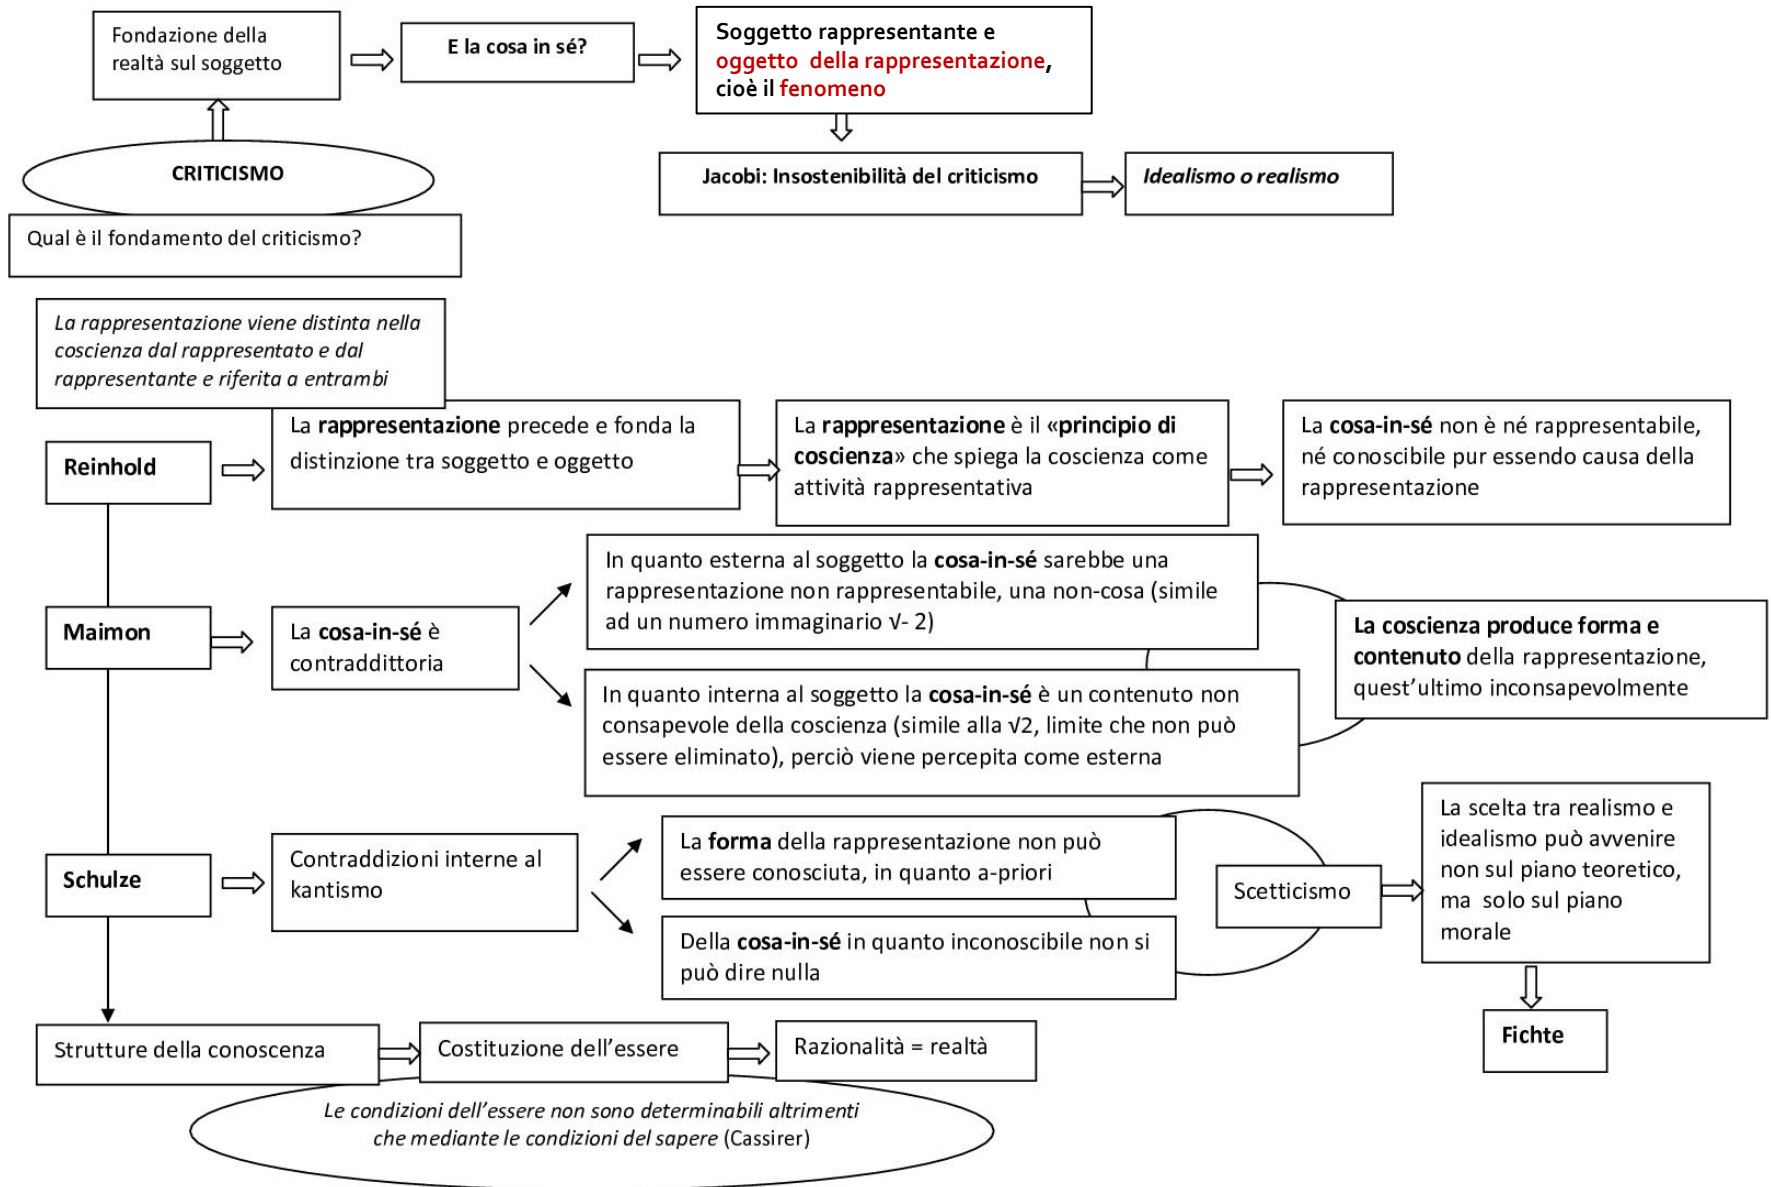 Fondazione della
realtà sul soggetto
E la cosa in sé?
Soggetto rappresentante e
oggetto della rappresentazione,
cioè il fenomeno
CRITICISMO
Jacobi: Insostenibilità del criticismo
Idealismo o realismo
Qual è il fondamento del criticismo?
La rappresentazione viene distinta nella
coscienza dal rappresentato e dal
rappresentante e riferita a entrambi
Reinhold
La rappresentazione precede e fonda la
distinzione tra soggetto e oggetto
La rappresentazione è il «principio di
coscienza» che spiega la coscienza come
attività rappresentativa
La cosa-in-sé non è né rappresentabile,
né conoscibile pur essendo causa della
rappresentazione
Maimon
La cosa-in-sé è
contraddittoria
In quanto esterna al soggetto la cosa-in-sé sarebbe una
rappresentazione non rappresentabile, una non-cosa (simile
ad un numero immaginario √- 2)
In quanto interna al soggetto la cosa-in-sé è un contenuto non
consapevole della coscienza (simile alla √2, limite che non può
essere eliminato), perciò viene percepita come esterna
La coscienza produce forma e
contenuto della rappresentazione,
quest'ultimo inconsapevolmente
Schulze
Contraddizioni interne al
kantismo
La forma della rappresentazione non può
essere conosciuta, in quanto a-priori
Della cosa-in-sé in quanto inconoscibile non si
può dire nulla
Scetticismo
La scelta tra realismo e
idealismo può avvenire
non sul piano teoretico,
ma solo sul piano
morale
Fichte
Strutture della conoscenza
Costituzione dell'essere
Razionalità = realtà
Le condizioni dell'essere non sono determinabili altrimenti
che mediante le condizioni del sapere (Cassirer)